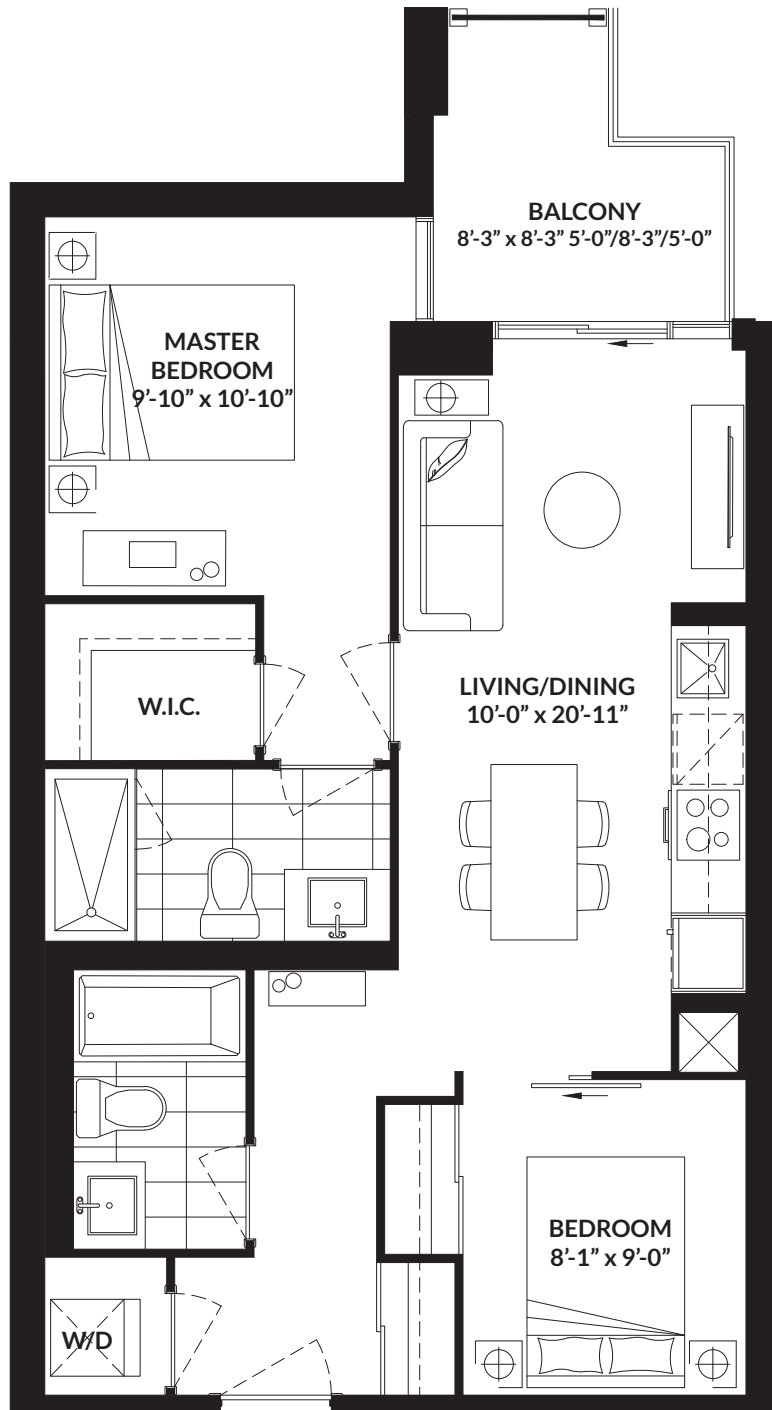 BALCONY
8’-3” x 8’-3” 5’-0”/8’-3”/5’-0”
MASTER
BEDROOM
9’-10” x 10’-10”
W.I.C.
LIVING/DINING
10’-0” x 20’-11”
BEDROOM
8’-1” x 9’-0”
W/D